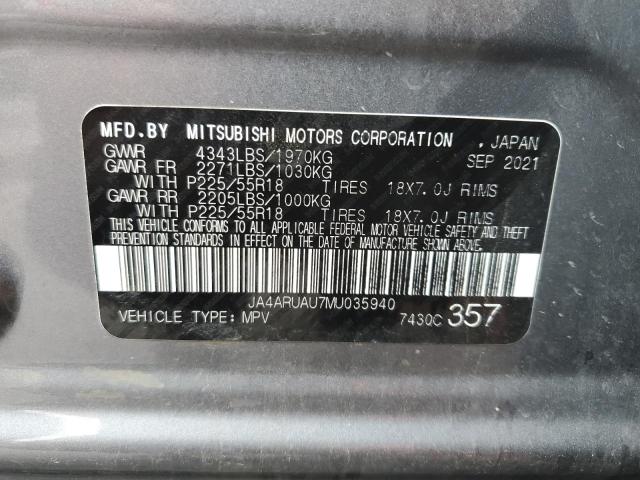 MFD.BY MITSUBISHI MOTORS CORPORATION , JAPAN
GVWR 4343LBS/1970KG SEP 2021
GAWR FR 2271LBS/1030KG
WITH P225/55R18 TIRES 18X7.0J RIMS
GAWR RR 2205LBS/1000KG
WITH P225/55R18 TIRES 18X7.0J RIMS
THIS VEHICLE CONFORMS TO ALL APPLICABLE FEDERAL MOTOR VEHICLE SAFETY AND THEFT
PREVENTION STANDARDS IN EFFECT ON THE DATE OF MANUFACTURE SHOWN ABOVE.
JA4ARUAU7MU035940
VEHICLE TYPE: MPV 7430C 357